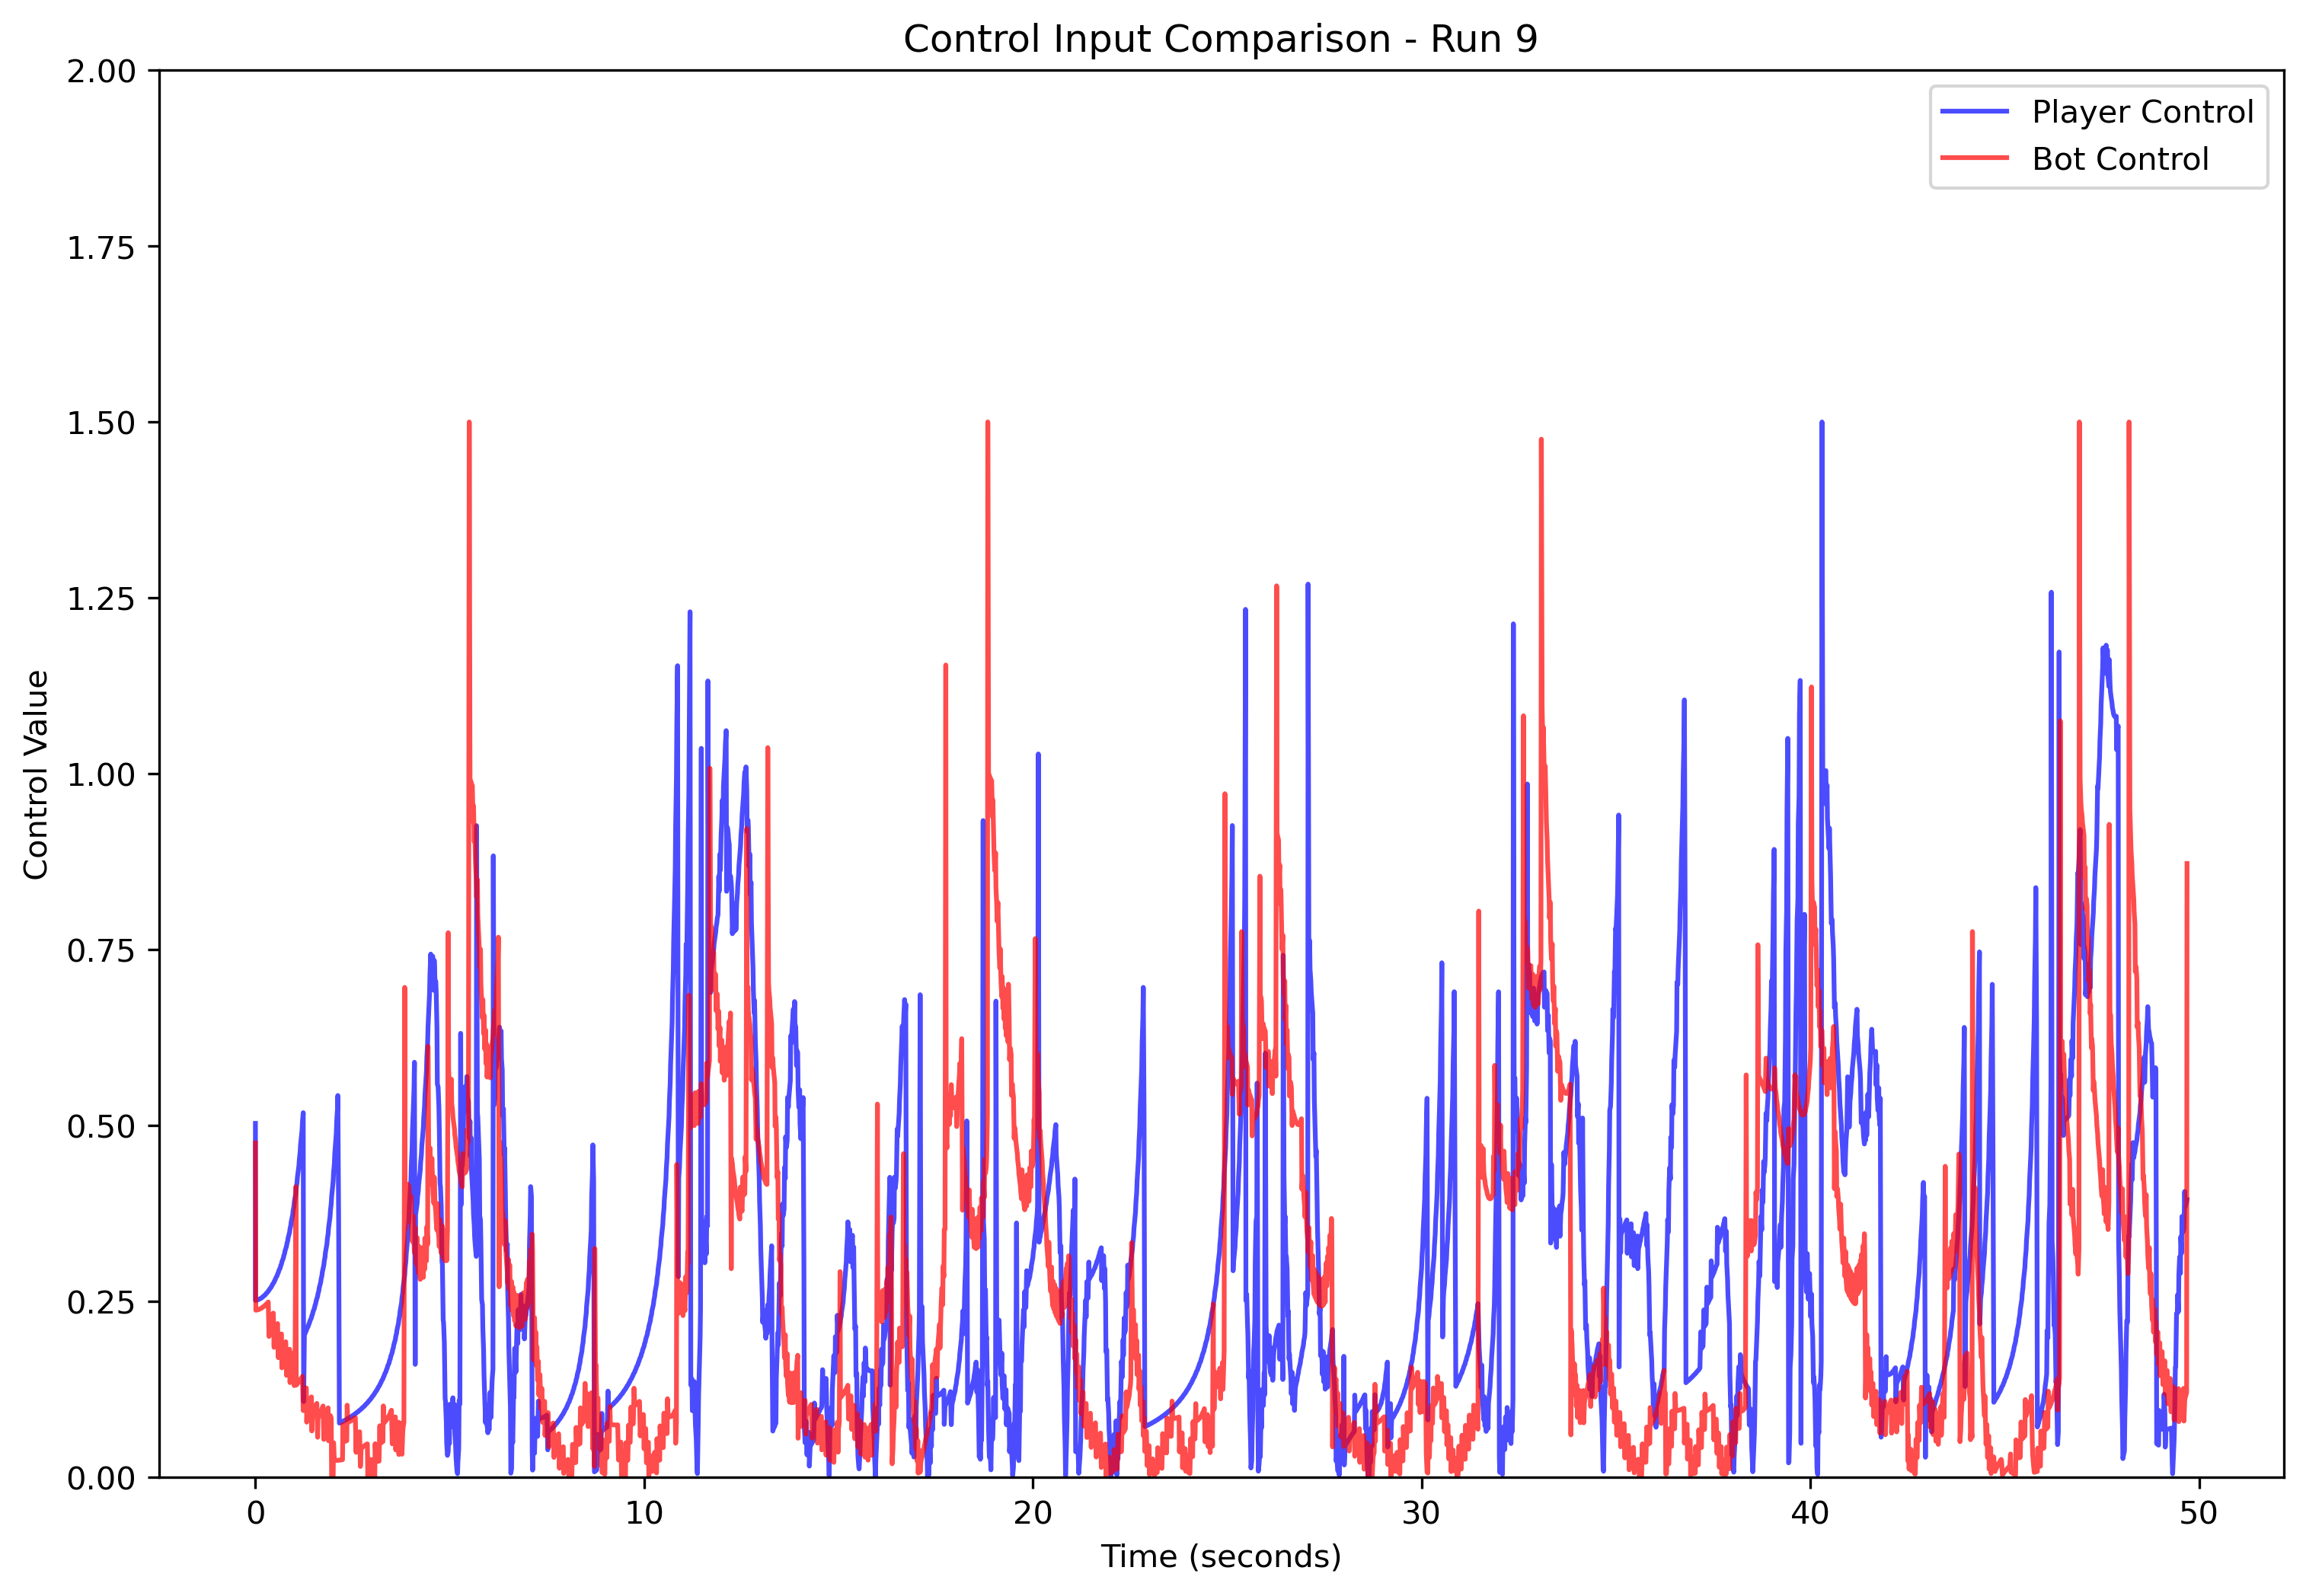 Control Input Comparison - Run 9
2.00
1.75
1.50
1.25
1.00
0.75
0.50
0.25
0.00
Control Value
Player Control
Bot Control
0 10 20 30 40 50
Time (seconds)